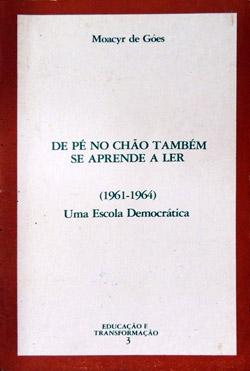 Moacyr de Góes
DE PÉ NO CHÃO TAMBÉM
SE APRENDE A LER
(1961-1964)
Uma Escola Democrática
EDUCAÇÃO E
TRANSFORMAÇÃO
3